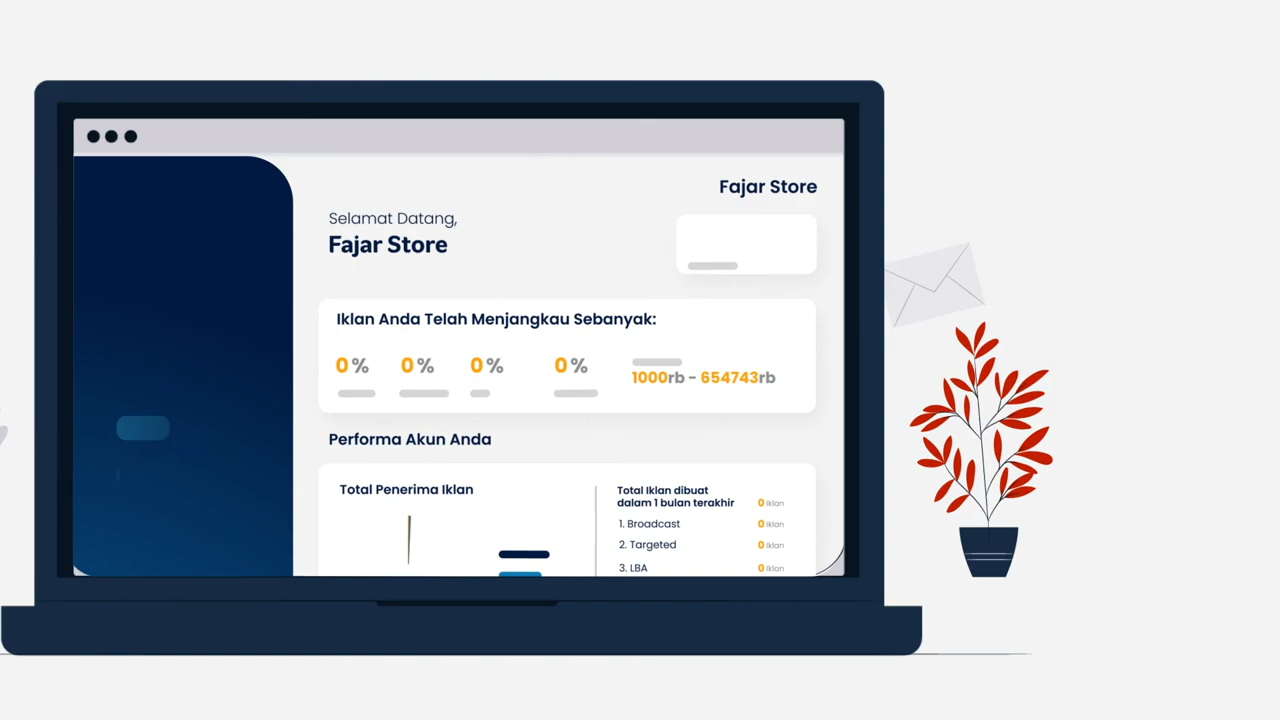 Fajar Store
Selamat Datang,
Fajar Store
Iklan Anda Telah Menjangkau Sebanyak:
0% 0% 0% 0% 1000rb - 654743rb
Performa Akun Anda
Total Penerima Iklan
Total Iklan dibuat
dalam 1 bulan terakhir 0 Iklan
1. Broadcast 0 Iklan
2. Targeted 0 Iklan
3. LBA 0 Iklan